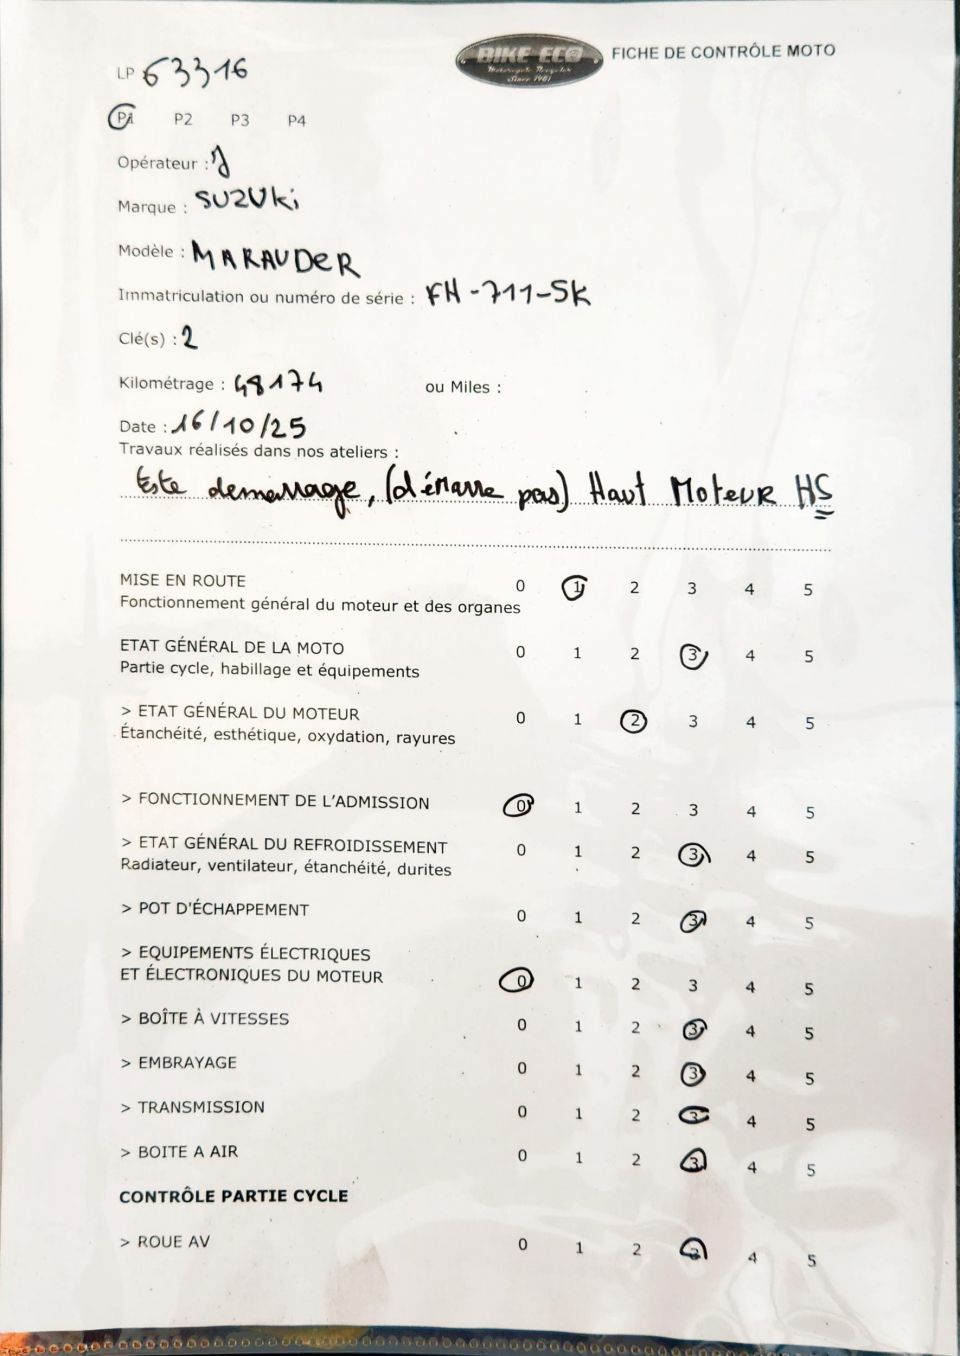 LP 63316
BIKE ECO
Motorcycle Recycler
Since 1981
FICHE DE CONTRÔLE MOTO
P1 P2 P3 P4
Opérateur : J
Marque : SUZUKi
Modèle : MARAUDER
Immatriculation ou numéro de série : FH-711-SK
Clé(s) : 2
Kilométrage : 48174 ou Miles :
Date : 16/10/25
Travaux réalisés dans nos ateliers :
teste demarrage, (démarre pas) Haut Moteur HS
MISE EN ROUTE 0 1 2 3 4 5
Fonctionnement général du moteur et des organes
ETAT GÉNÉRAL DE LA MOTO 0 1 2 3 4 5
Partie cycle, habillage et équipements
> ETAT GÉNÉRAL DU MOTEUR 0 1 2 3 4 5
Étanchéité, esthétique, oxydation, rayures
> FONCTIONNEMENT DE L'ADMISSION 0 1 2 3 4 5
> ETAT GÉNÉRAL DU REFROIDISSEMENT 0 1 2 3 4 5
Radiateur, ventilateur, étanchéité, durites
> POT D'ÉCHAPPEMENT 0 1 2 3 4 5
> EQUIPEMENTS ÉLECTRIQUES
ET ÉLECTRONIQUES DU MOTEUR 0 1 2 3 4 5
> BOÎTE À VITESSES 0 1 2 3 4 5
> EMBRAYAGE 0 1 2 3 4 5
> TRANSMISSION 0 1 2 3 4 5
> BOITE A AIR 0 1 2 3 4 5
CONTRÔLE PARTIE CYCLE
> ROUE AV 0 1 2 3 4 5